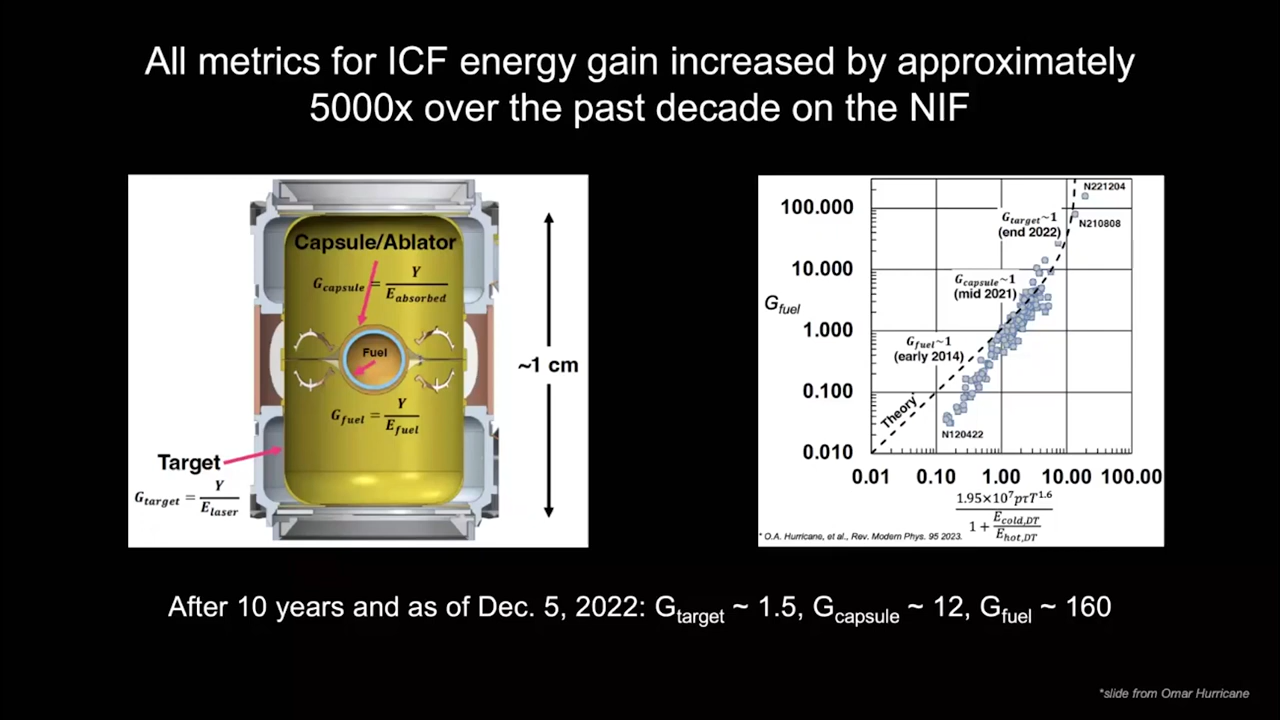 All metrics for ICF energy gain increased by approximately
5000x over the past decade on the NIF
Capsule/Ablator
G_capsule = Y / E_absorbed
Fuel
G_fuel = Y / E_fuel
Target
G_target = Y / E_laser
~1 cm
G_fuel
100.000
10.000
1.000
0.100
0.010
N221204
N210808
G_target~1
(end 2022)
G_capsule~1
(mid 2021)
G_fuel~1
(early 2014)
Theory
N120422
0.01 0.10 1.00 10.00 100.00
1.95×10⁷pτT^1.6
1 + E_cold,DT / E_hot,DT
* O.A. Hurricane, et al., Rev. Modern Phys. 95 2023.
After 10 years and as of Dec. 5, 2022: G_target ~ 1.5, G_capsule ~ 12, G_fuel ~ 160
*slide from Omar Hurricane